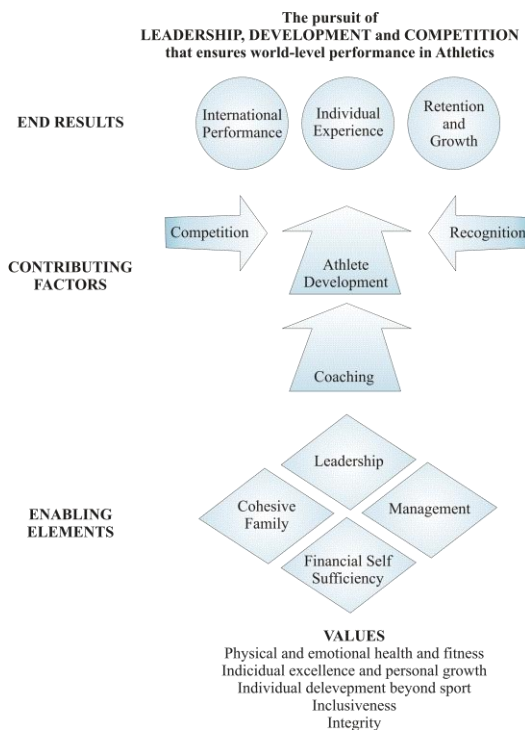 The pursuit of
LEADERSHIP, DEVELOPMENT and COMPETITION
that ensures world-level performance in Athletics
END RESULTS
International
Performance
Individual
Experience
Retention
and
Growth
CONTRIBUTING
FACTORS
Competition
Recognition
Athlete
Development
Coaching
ENABLING
ELEMENTS
Leadership
Cohesive
Family
Management
Financial Self
Sufficiency
VALUES
Physical and emotional health and fitness
Indicidual excellence and personal growth
Individual delevepment beyond sport
Inclusiveness
Integrity